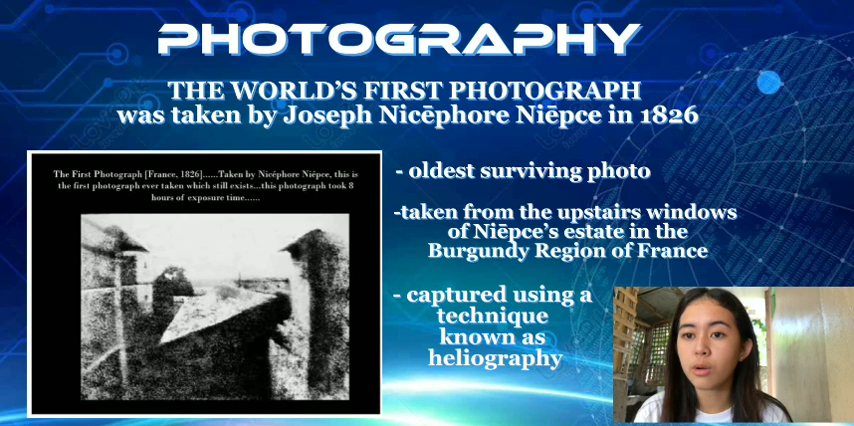 PHOTOGRAPHY
THE WORLD'S FIRST PHOTOGRAPH
was taken by Joseph Nicēphore Niēpce in 1826
The First Photograph [France, 1826]......Taken by Nicéphore Niépce, this is
the first photograph ever taken which still exists...this photograph took 8
hours of exposure time......
- oldest surviving photo
-taken from the upstairs windows
of Niēpce's estate in the
Burgundy Region of France
- captured using a
technique
known as
heliography